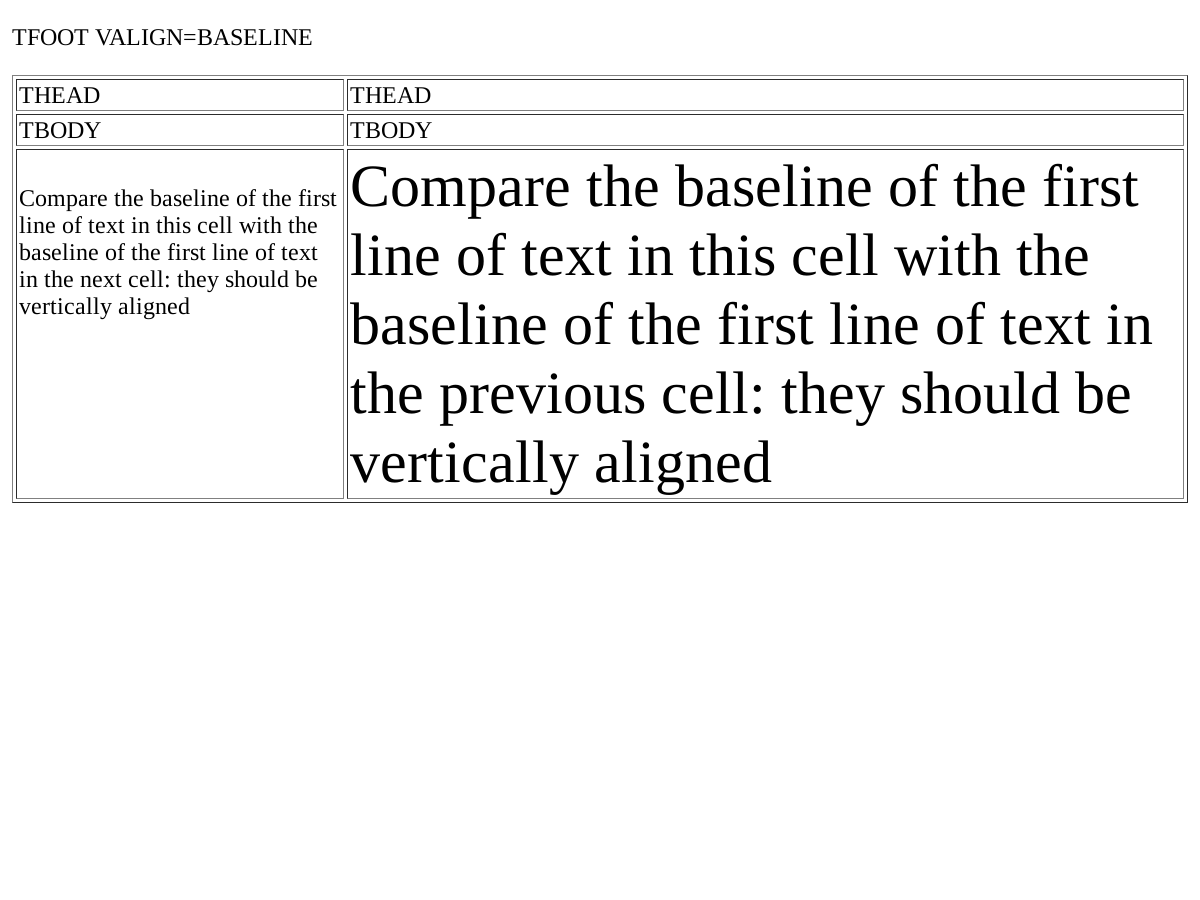 TFOOT VALIGN=BASELINE
THEAD THEAD
TBODY TBODY
Compare the baseline of the first
line of text in this cell with the
baseline of the first line of text
in the next cell: they should be
vertically aligned
Compare the baseline of the first
line of text in this cell with the
baseline of the first line of text in
the previous cell: they should be
vertically aligned